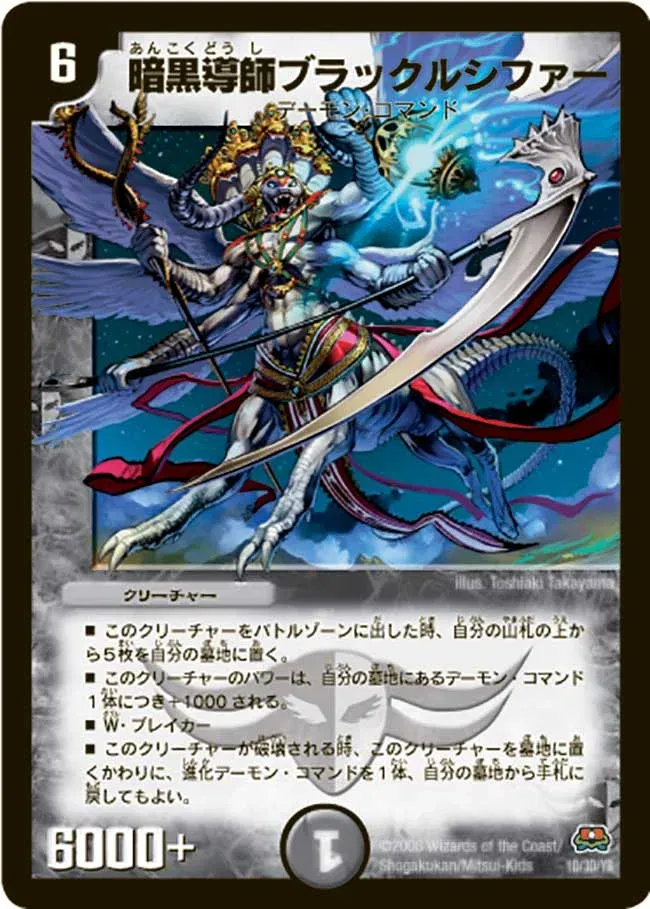 6
あんこくどうし
暗黒導師ブラックルシファー
デーモン・コマンド
illus. Toshiaki Takayama
クリーチャー
■ このクリーチャーをバトルゾーンに出した時、自分の山札の上か
ら5枚を自分の墓地に置く。
■ このクリーチャーのパワーは、自分の墓地にあるデーモン・コマンド
1体につき+1000される。
■ W・ブレイカー
■ このクリーチャーが破壊される時、このクリーチャーを墓地に置
くかわりに、進化デーモン・コマンドを1体、自分の墓地から手札に
戻してもよい。
6000+
1
©2006 Wizards of the Coast/
Shogakukan/Mitsui-Kids